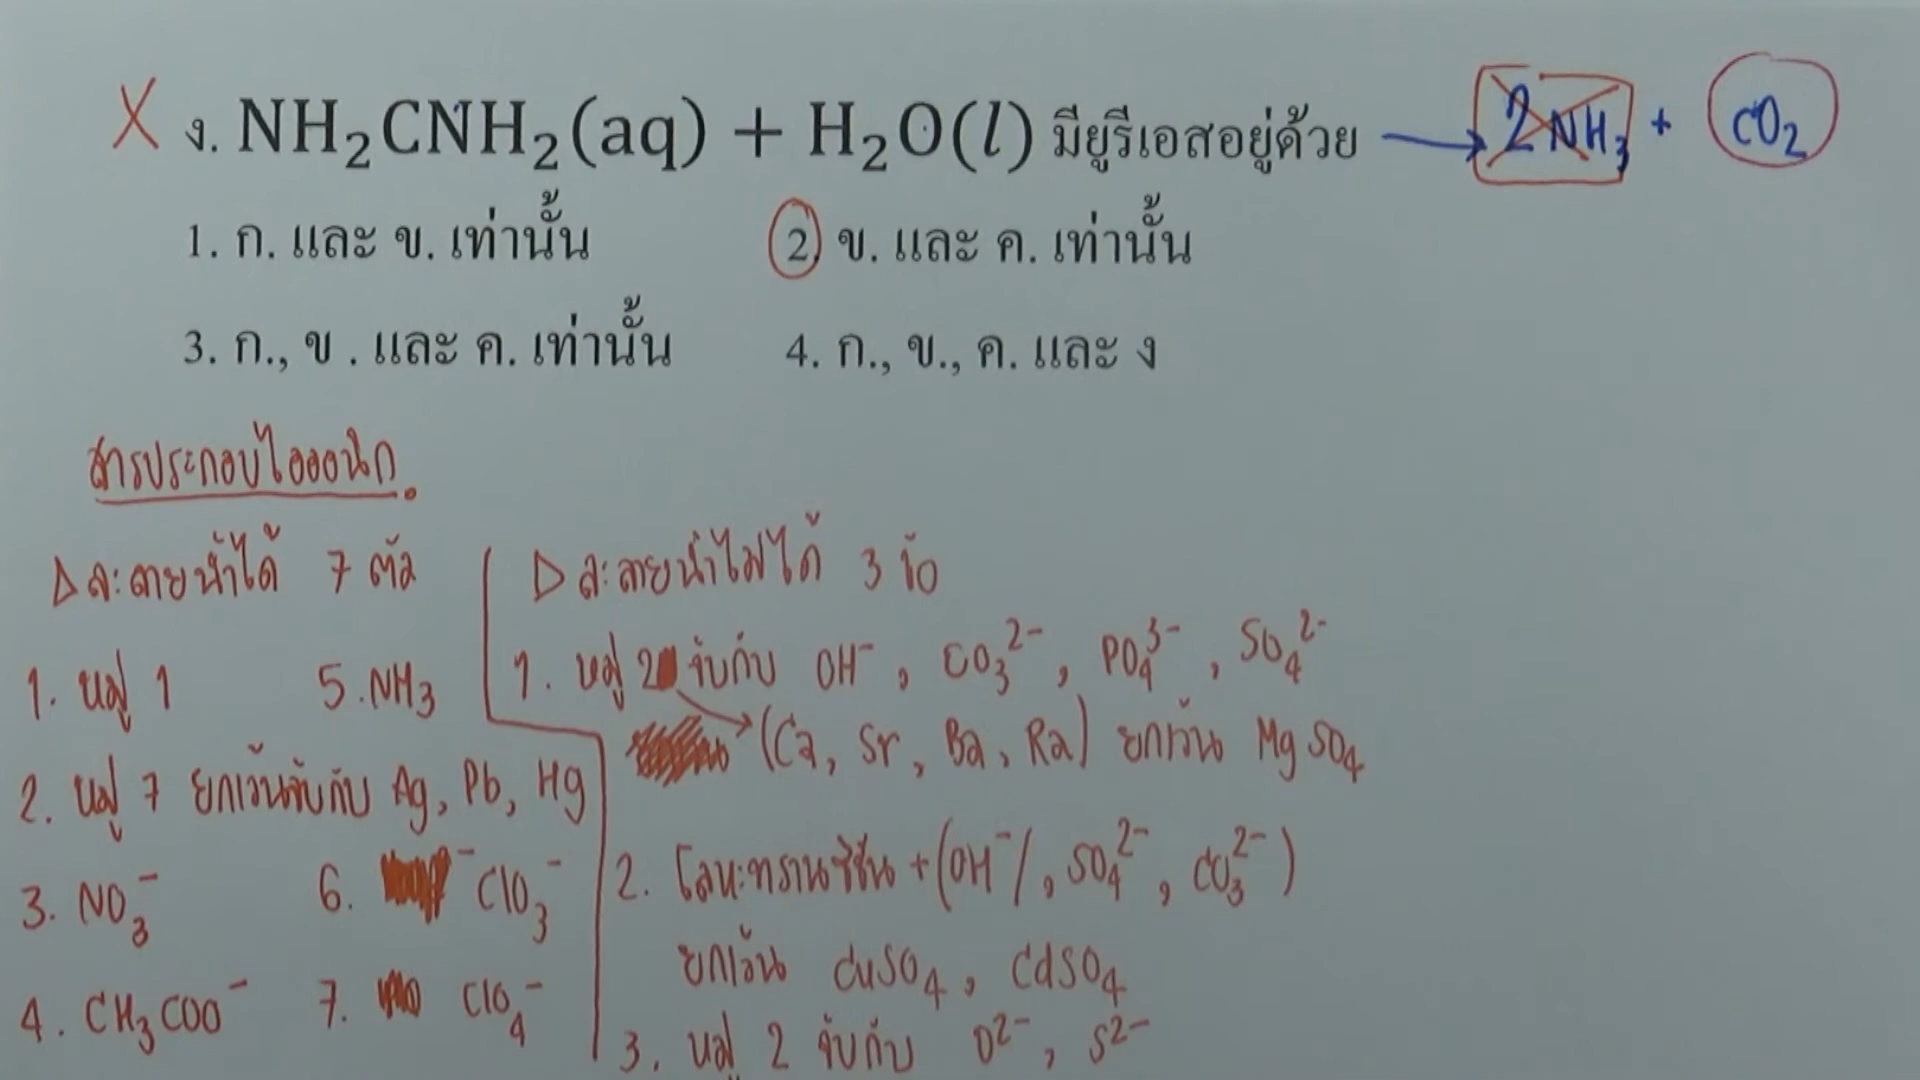 X ง. NH₂CNH₂(aq) + H₂O(l) มียูรีเอสอยู่ด้วย → 2NH₃ + CO₂
1. ก. และ ข. เท่านั้น 2. ข. และ ค. เท่านั้น
3. ก., ข . และ ค. เท่านั้น 4. ก., ข., ค. และ ง
สารประกอบไอออนิก
▷ ละลายน้ำได้ 7 ตัว
1. หมู่ 1
2. หมู่ 7 ยกเว้นจับกับ Ag, Pb, Hg
3. NO₃⁻
4. CH₃COO⁻
5. NH₃
6. ClO₃⁻
7. ClO₄⁻
▷ ละลายน้ำไม่ได้ 3 ข้อ
1. หมู่ 2 จับกับ OH⁻, CO₃²⁻, PO₄³⁻, SO₄²⁻
(Ca, Sr, Ba, Ra) ยกเว้น MgSO₄
2. โลหะทรานซิชัน + (OH⁻/, SO₄²⁻, CO₃²⁻)
ยกเว้น CuSO₄, CdSO₄
3. หมู่ 2 จับกับ O²⁻, S²⁻